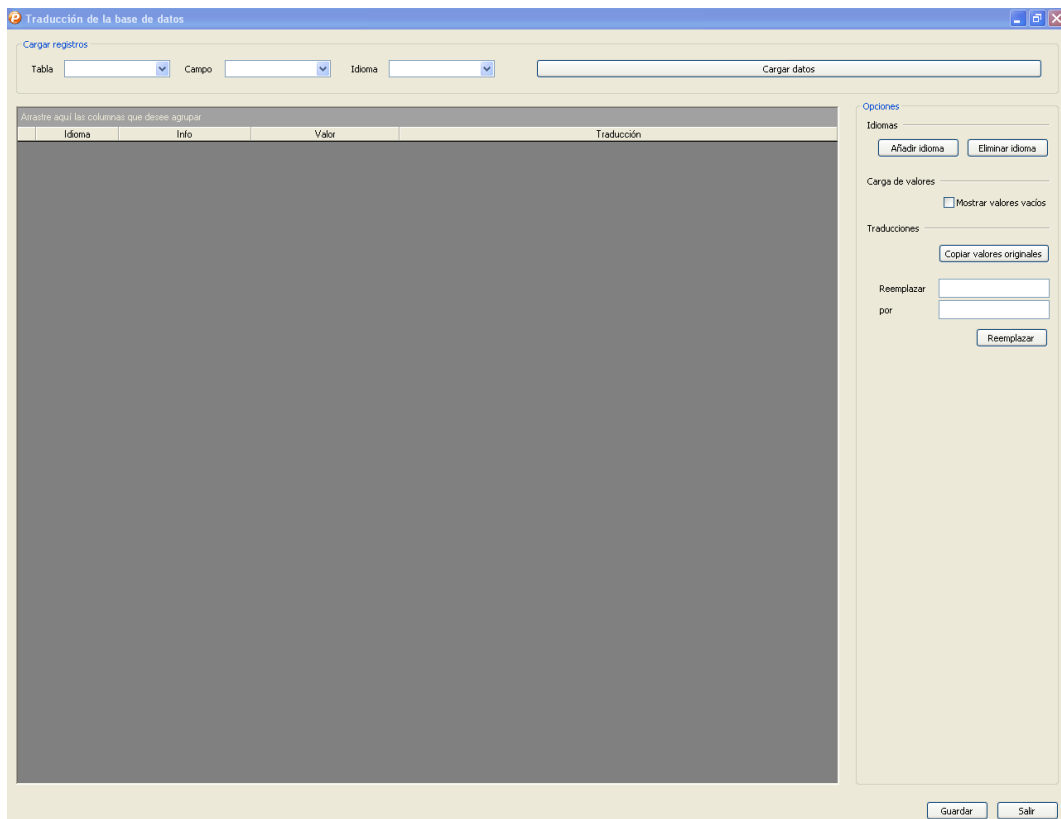 Traducción de la base de datos
Cargar registros
Tabla Campo Idioma Cargar datos
Arrastre aquí las columnas que desee agrupar
Idioma Info Valor Traducción
Opciones
Idiomas
Añadir idioma Eliminar idioma
Carga de valores
Mostrar valores vacíos
Traducciones
Copiar valores originales
Reemplazar
por
Reemplazar
Guardar Salir